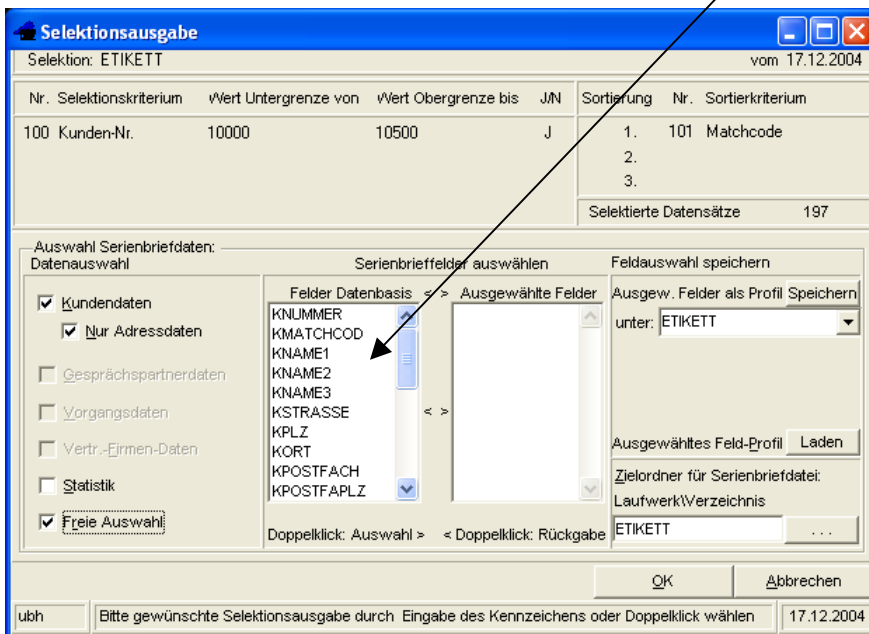 Selektionsausgabe
Selektion: ETIKETT vom 17.12.2004
Nr. Selektionskriterium Wert Untergrenze von Wert Obergrenze bis J/N Sortierung Nr. Sortierkriterium
100 Kunden-Nr. 10000 10500 J 1. 101 Matchcode
2.
3.
Selektierte Datensätze 197
Auswahl Serienbriefdaten:
Datenauswahl
Kundendaten
Nur Adressdaten
Gesprächspartnerdaten
Vorgangsdaten
Vertr.-Firmen-Daten
Statistik
Freie Auswahl
Serienbrieffelder auswählen
Felder Datenbasis < > Ausgewählte Felder
KNUMMER
KMATCHCOD
KNAME1
KNAME2
KNAME3
KSTRASSE
KPLZ
KORT
KPOSTFACH
KPOSTFAPLZ
< >
Doppelklick: Auswahl > < Doppelklick: Rückgabe
Feldauswahl speichern
Ausgew. Felder als Profil Speichern
unter: ETIKETT
Ausgewähltes Feld-Profil Laden
Zielordner für Serienbriefdatei:
Laufwerk\Verzeichnis
ETIKETT ...
OK Abbrechen
ubh Bitte gewünschte Selektionsausgabe durch Eingabe des Kennzeichens oder Doppelklick wählen 17.12.2004